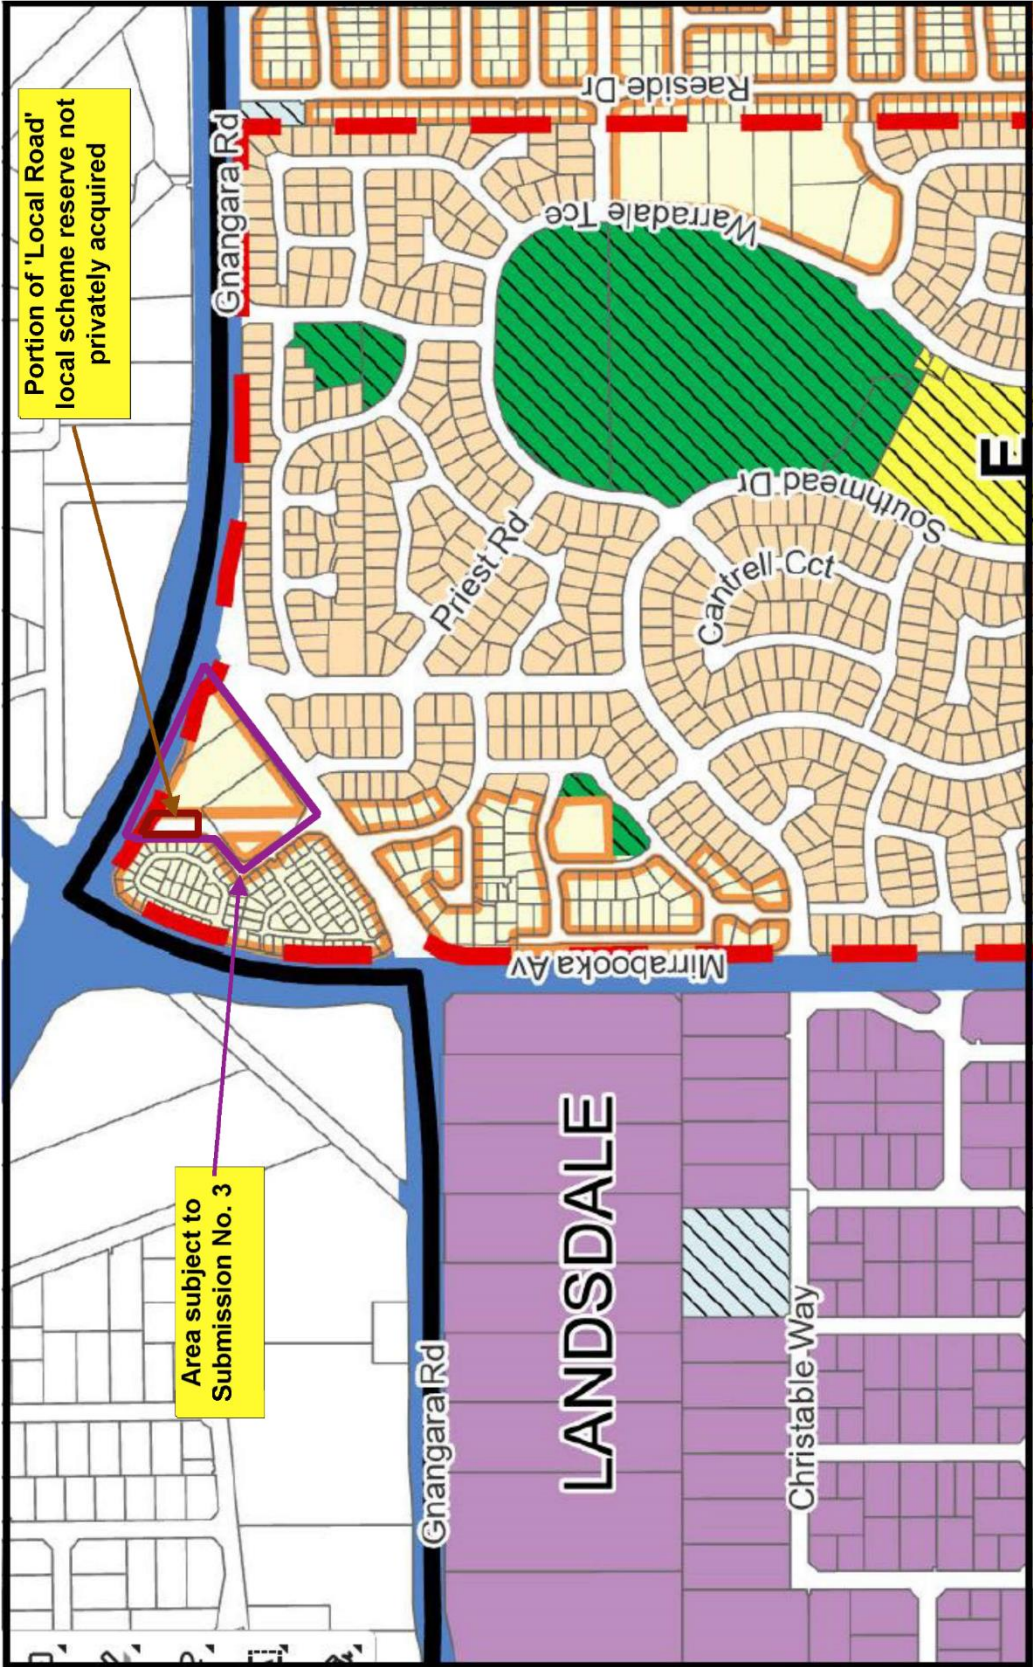 Portion of 'Local Road'
local scheme reserve not
privately acquired
Gnangara Rd
Raeside Dr
Warradale Tce
Priest Rd
Southmead Dr
Cantrell Cct
E
Mirrabooka Av
Area subject to
Submission No. 3
Gnangara Rd
LANDSDALE
Christable Way